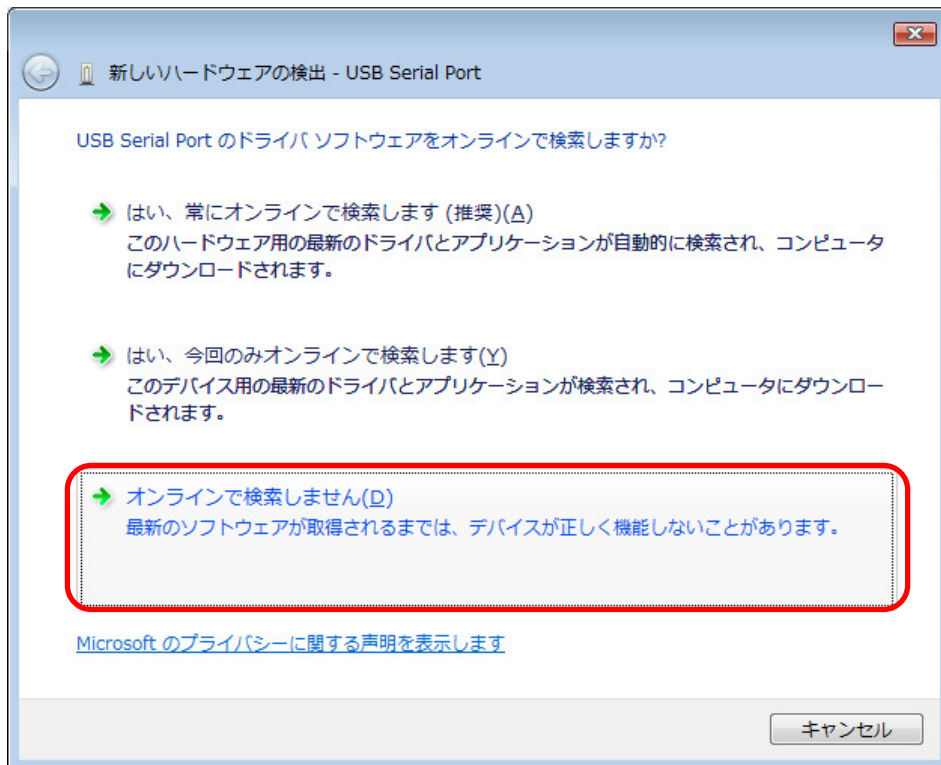 新しいハードウェアの検出 - USB Serial Port
USB Serial Port のドライバ ソフトウェアをオンラインで検索しますか?
はい、常にオンラインで検索します (推奨)(A)
このハードウェア用の最新のドライバとアプリケーションが自動的に検索され、コンピュータ
にダウンロードされます。
はい、今回のみオンラインで検索します(Y)
このデバイス用の最新のドライバとアプリケーションが検索され、コンピュータにダウンロー
ドされます。
オンラインで検索しません(D)
最新のソフトウェアが取得されるまでは、デバイスが正しく機能しないことがあります。
Microsoft のプライバシーに関する声明を表示します
キャンセル